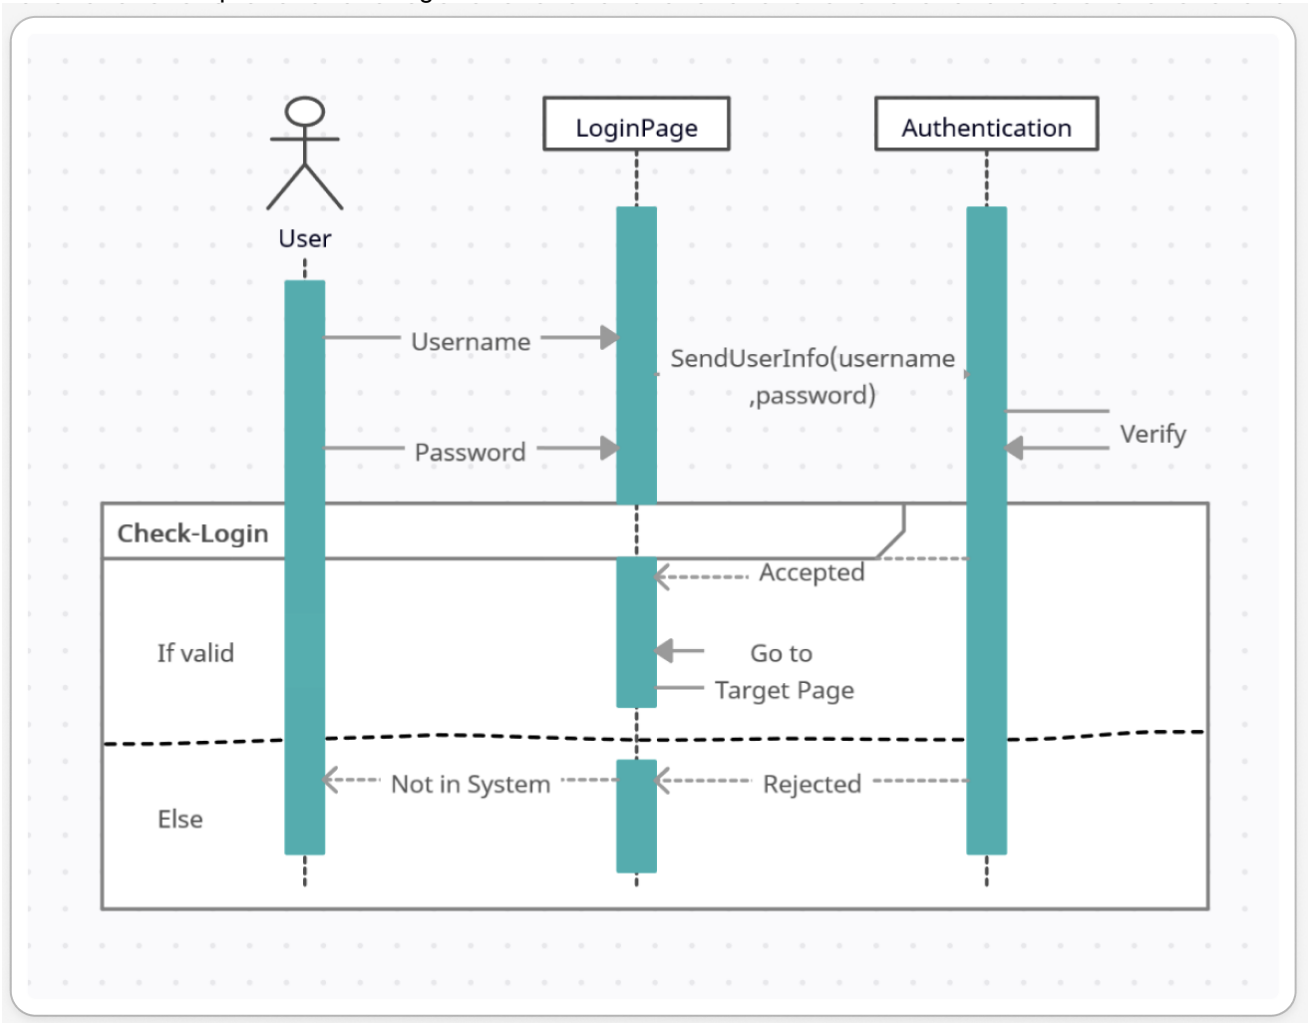 LoginPage
Authentication
User
Username
SendUserInfo(username
,password)
Password
Verify
Check-Login
Accepted
If valid
Go to
Target Page
Not in System
Rejected
Else